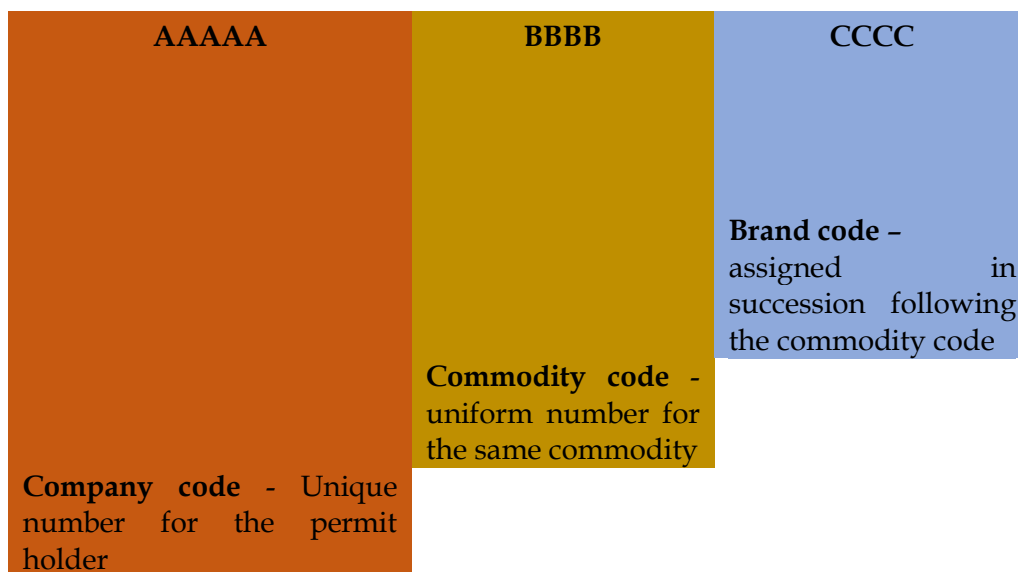 AAAAA
BBBB
CCCC
Brand code –
assigned in
succession following
the commodity code
Commodity code -
uniform number for
the same commodity
Company code - Unique
number for the permit
holder